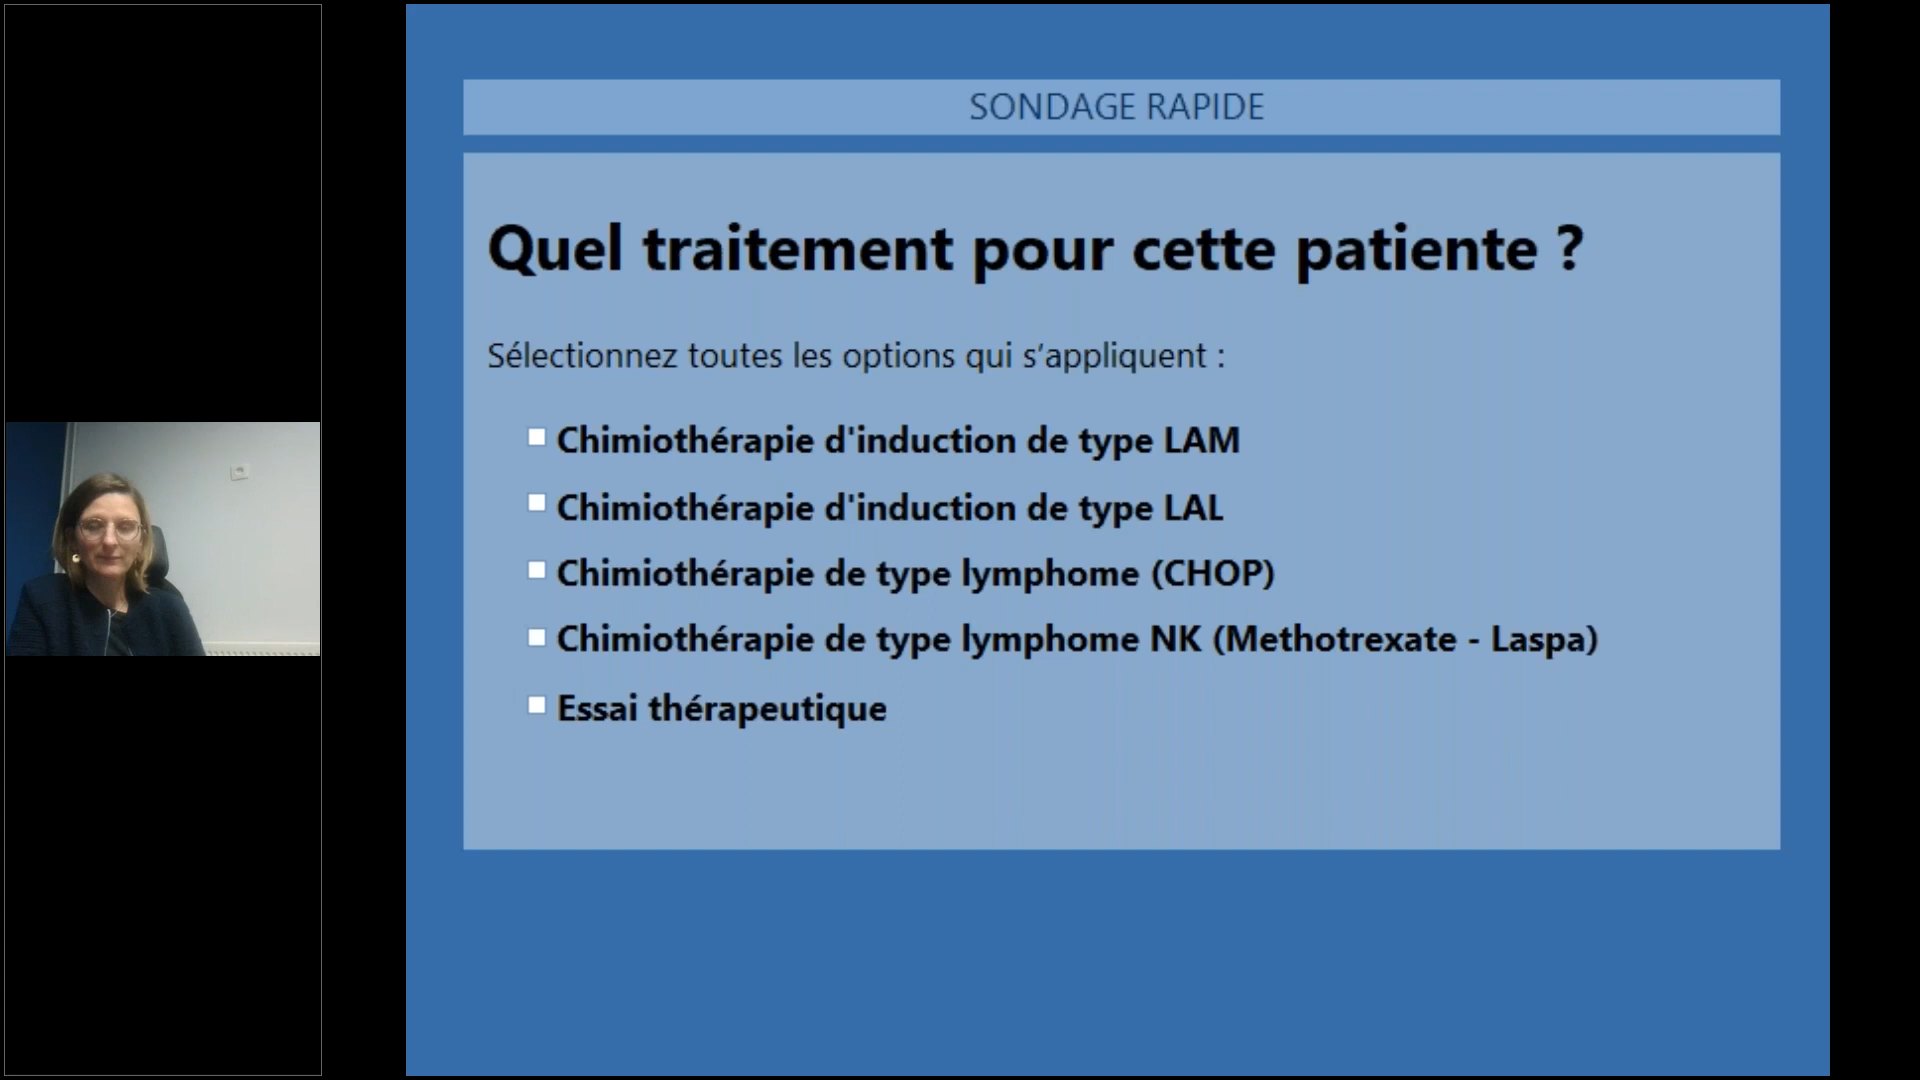 SONDAGE RAPIDE
Quel traitement pour cette patiente ?
Sélectionnez toutes les options qui s’appliquent :
Chimiothérapie d'induction de type LAM
Chimiothérapie d'induction de type LAL
Chimiothérapie de type lymphome (CHOP)
Chimiothérapie de type lymphome NK (Methotrexate - Laspa)
Essai thérapeutique